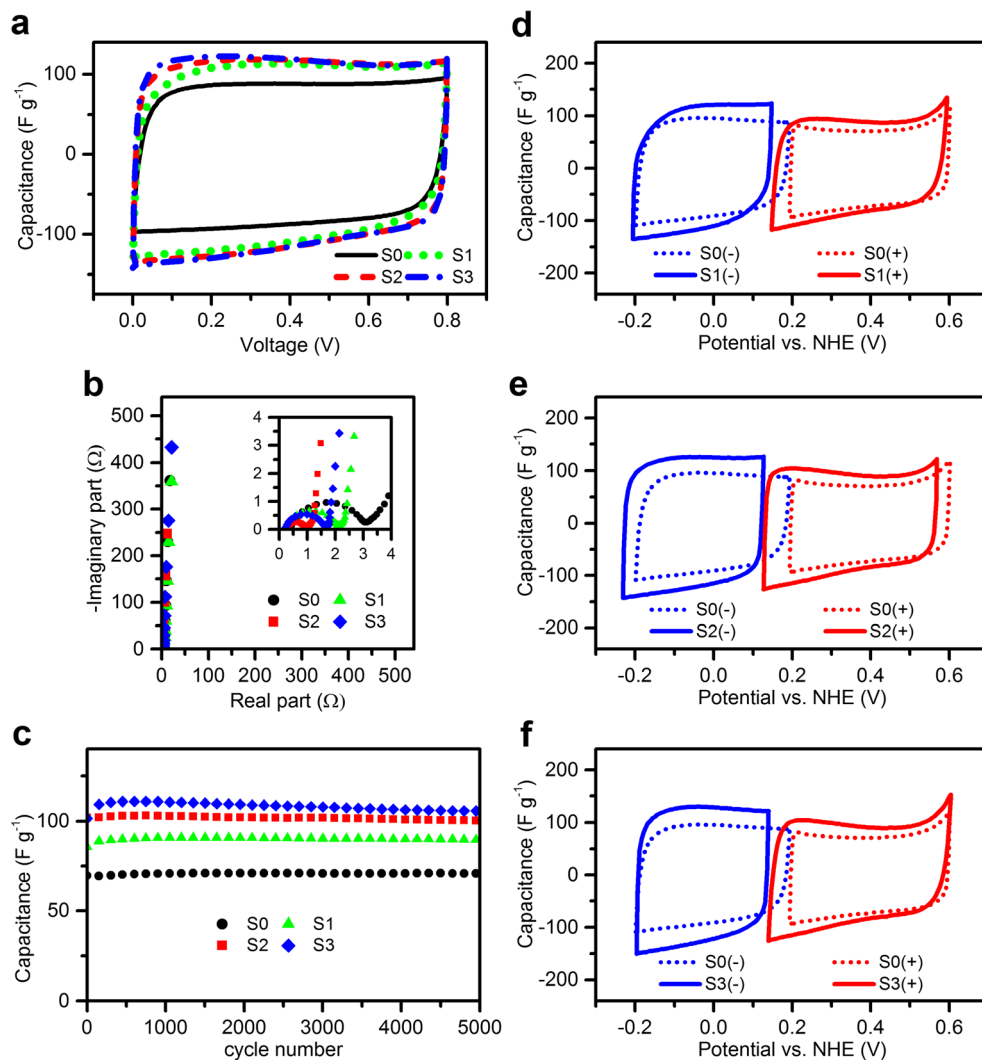 a
Capacitance (F g⁻¹)
100
0
-100
S0 S1
S2 S3
0.0 0.2 0.4 0.6 0.8
Voltage (V)
b
-Imaginary part (Ω)
500
400
300
200
100
0
4
3
2
1
0
0 1 2 3 4
S0 S1
S2 S3
0 100 200 300 400 500
Real part (Ω)
c
Capacitance (F g⁻¹)
100
50
0
S0 S1
S2 S3
0 1000 2000 3000 4000 5000
cycle number
d
Capacitance (F g⁻¹)
200
100
0
-100
-200
S0(-) S0(+)
S1(-) S1(+)
-0.2 0.0 0.2 0.4 0.6
Potential vs. NHE (V)
e
Capacitance (F g⁻¹)
200
100
0
-100
-200
S0(-) S0(+)
S2(-) S2(+)
-0.2 0.0 0.2 0.4 0.6
Potential vs. NHE (V)
f
Capacitance (F g⁻¹)
200
100
0
-100
-200
S0(-) S0(+)
S3(-) S3(+)
-0.2 0.0 0.2 0.4 0.6
Potential vs. NHE (V)